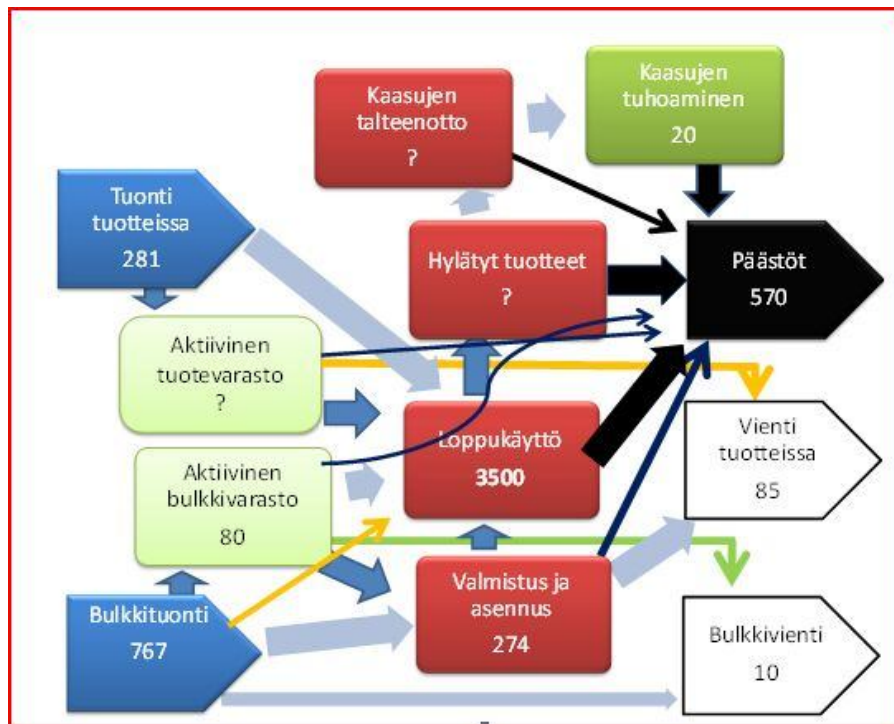 Kaasujen
talteenotto
?
Kaasujen
tuhoaminen
20
Tuonti
tuotteissa
281
Hylätyt tuotteet
?
Päästöt
570
Aktiivinen
tuotevarasto
?
Loppukäyttö
3500
Vienti
tuotteissa
85
Aktiivinen
bulkkivarasto
80
Bulkkituonti
767
Valmistus ja
asennus
274
Bulkkivienti
10